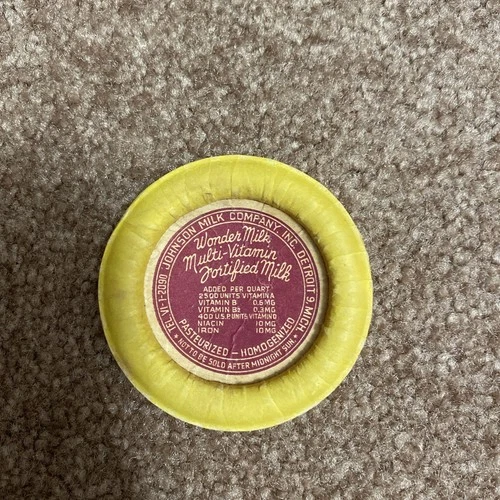 TEL. VI-1-2090 JOHNSON MILK COMPANY, INC. DETROIT 9, MICH.
Wonder Milk
Multi-Vitamin
Fortified Milk
ADDED PER QUART
2500 UNITS VITAMIN A
VITAMIN B 0.6 MG
VITAMIN B2 0.3 MG
400 U.S.P. UNITS VITAMIN D
NIACIN 10 MG
IRON 10 MG
PASTEURIZED - HOMOGENIZED
• NOT TO BE SOLD AFTER MIDNIGHT SUN •